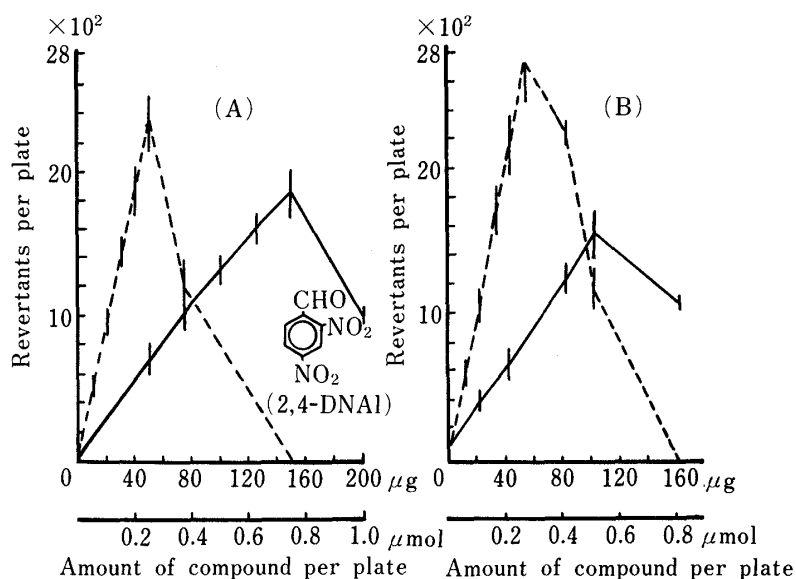 ×10²
28
20
10
0
Revertants per plate
(A)
CHO
NO₂
NO₂
(2,4-DNAl)
0 40 80 120 160 200 μg
0.2 0.4 0.6 0.8 1.0 μmol
Amount of compound per plate
×10²
28
20
10
Revertants per plate
(B)
0 40 80 120 160 μg
0.2 0.4 0.6 0.8 μmol
Amount of compound per plate